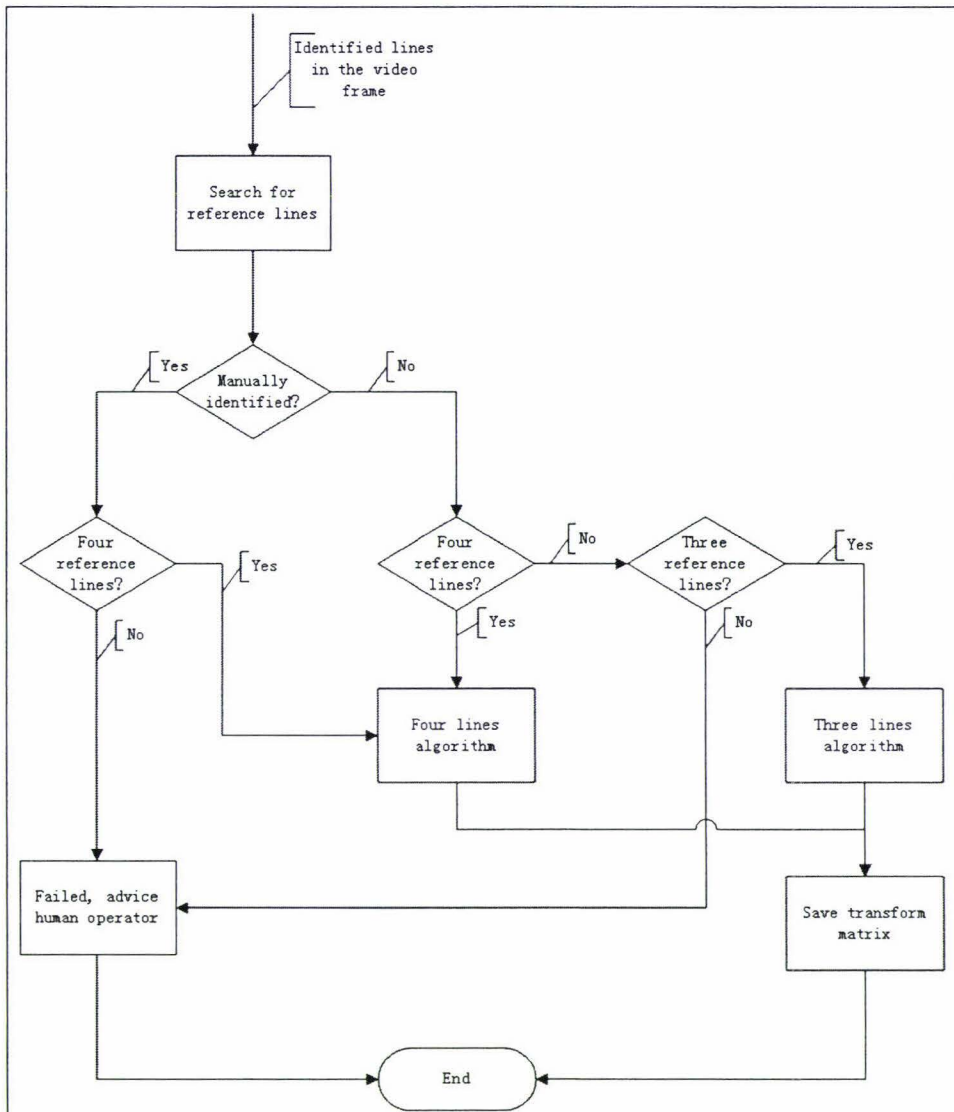 Identified lines
in the video
frame
Search for
reference lines
Yes
No
Manually
identified?
Four
reference
lines?
Yes
No
Four
reference
lines?
No
Yes
Three
reference
lines?
Yes
No
Four lines
algorithm
Three lines
algorithm
Failed, advice
human operator
Save transform
matrix
End